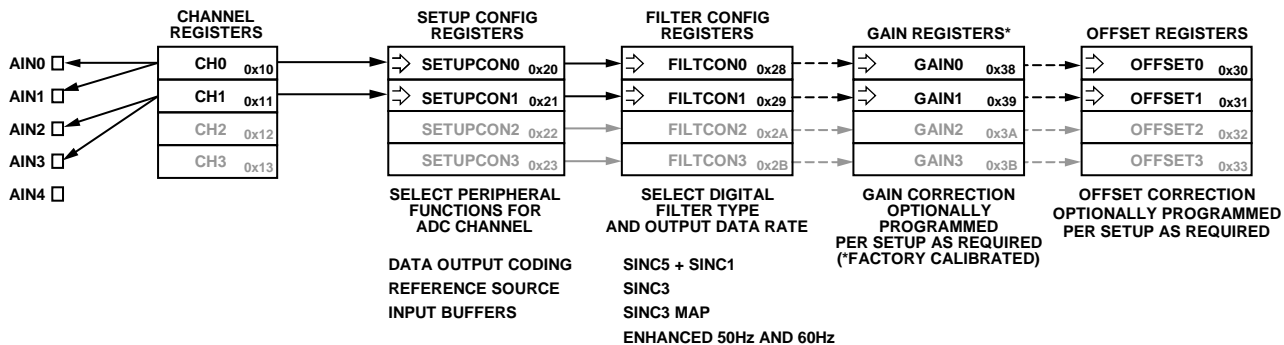 CHANNEL
REGISTERS
SETUP CONFIG
REGISTERS
FILTER CONFIG
REGISTERS
GAIN REGISTERS*
OFFSET REGISTERS
AIN0
AIN1
AIN2
AIN3
AIN4
CH0 0x10
CH1 0x11
CH2 0x12
CH3 0x13
SETUPCON0 0x20
SETUPCON1 0x21
SETUPCON2 0x22
SETUPCON3 0x23
FILTCON0 0x28
FILTCON1 0x29
FILTCON2 0x2A
FILTCON3 0x2B
GAIN0 0x38
GAIN1 0x39
GAIN2 0x3A
GAIN3 0x3B
OFFSET0 0x30
OFFSET1 0x31
OFFSET2 0x32
OFFSET3 0x33
SELECT PERIPHERAL
FUNCTIONS FOR
ADC CHANNEL
SELECT DIGITAL
FILTER TYPE
AND OUTPUT DATA RATE
GAIN CORRECTION
OPTIONALLY
PROGRAMMED
PER SETUP AS REQUIRED
(*FACTORY CALIBRATED)
OFFSET CORRECTION
OPTIONALLY PROGRAMMED
PER SETUP AS REQUIRED
DATA OUTPUT CODING
REFERENCE SOURCE
INPUT BUFFERS
SINC5 + SINC1
SINC3
SINC3 MAP
ENHANCED 50Hz AND 60Hz